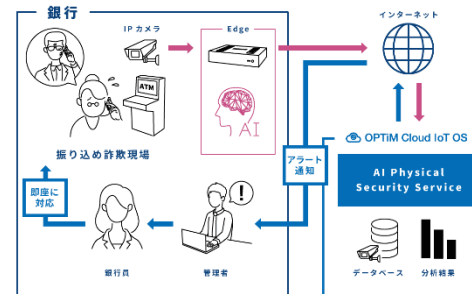 銀行
IPカメラ
Edge
インターネット
ATM
AI
振り込め詐欺現場
OPTiM Cloud IoT OS
アラート
通知
AI Physical
Security Service
即座に
対応
!
銀行員
管理者
データベース
分析結果